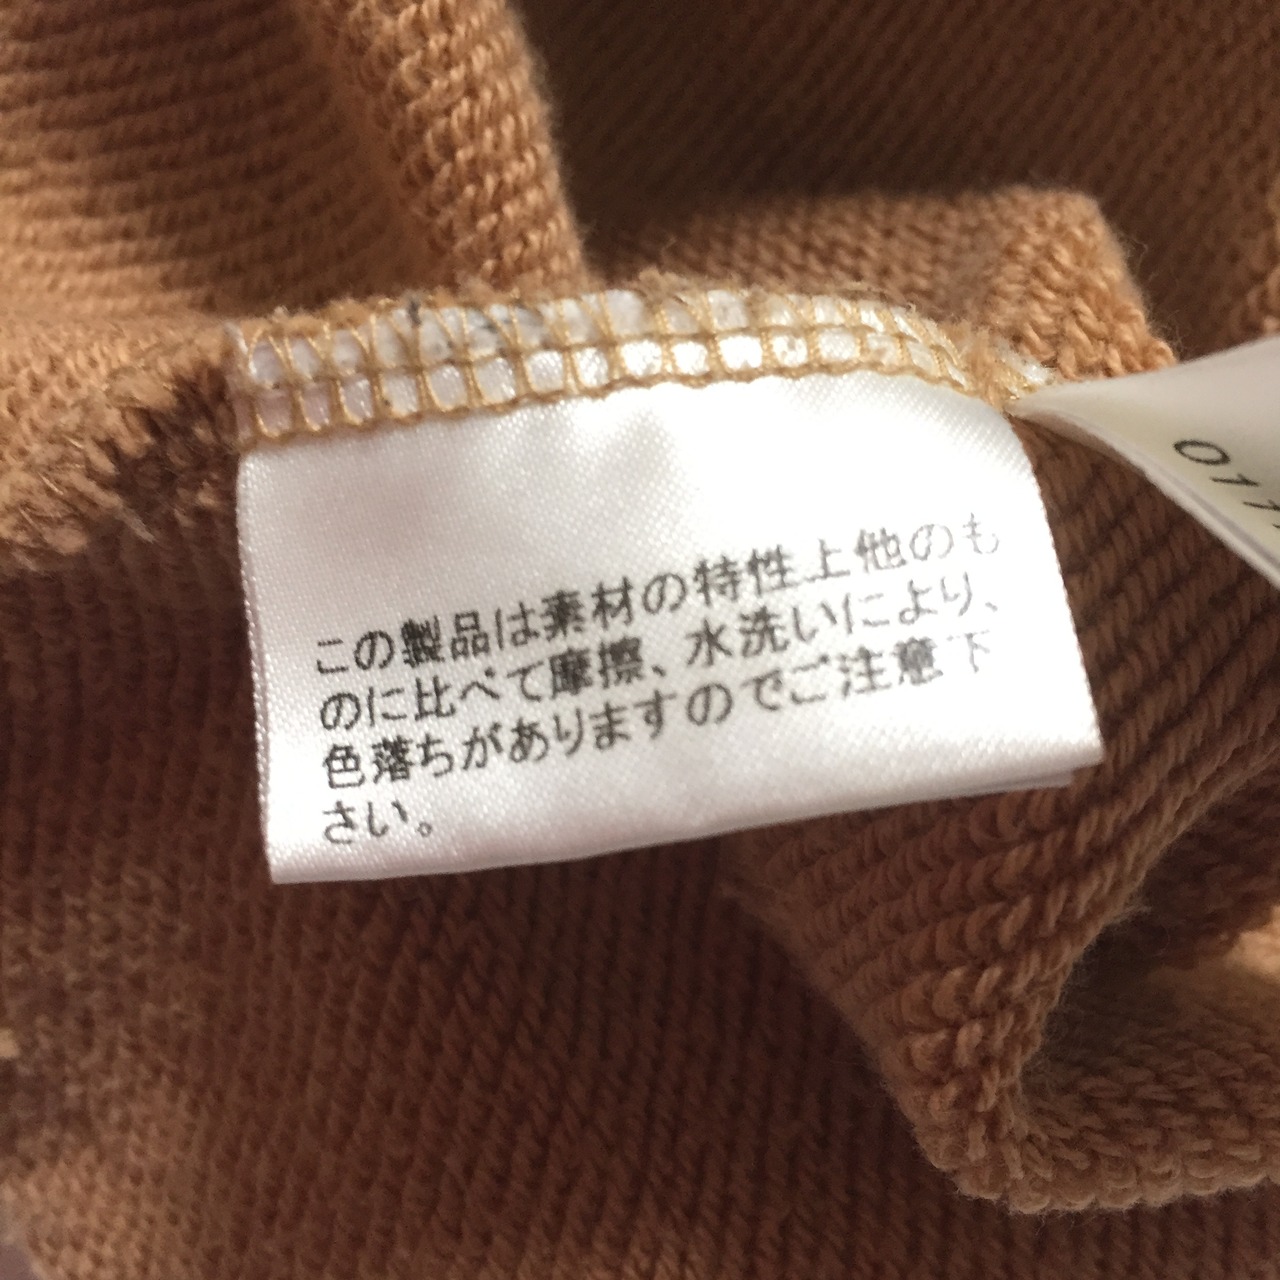 この製品は素材の特性上他のも
のに比べて摩擦、水洗いにより、
色落ちがありますのでご注意下
さい。
011